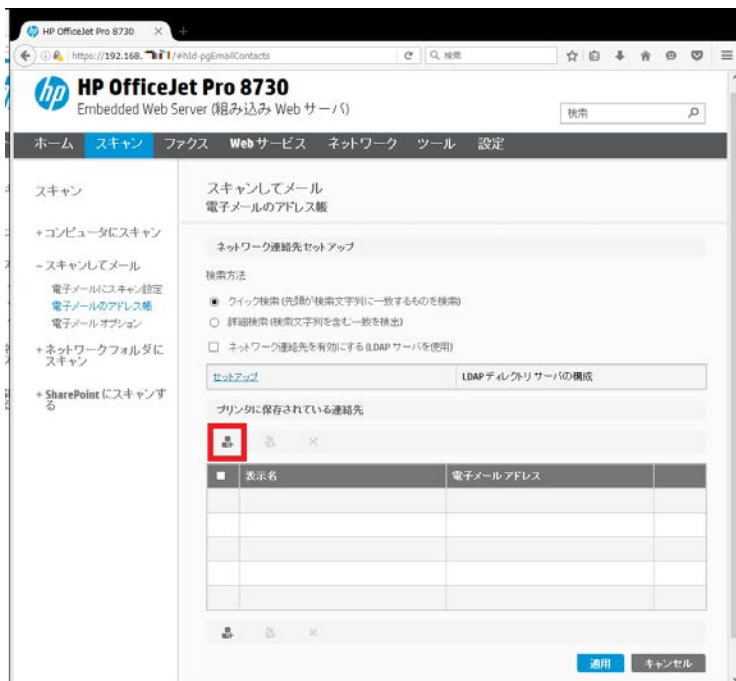 HP OfficeJet Pro 8730
https://192.168.
/#hId-pgEmailContacts
検索
hp
HP OfficeJet Pro 8730
Embedded Web Server (組み込み Web サーバ)
検索
ホーム スキャン ファクス Web サービス ネットワーク ツール 設定
スキャン
+コンピュータにスキャン
-スキャンしてメール
電子メールにスキャン設定
電子メールのアドレス帳
電子メール オプション
+ネットワークフォルダに
スキャン
+SharePoint にスキャンす
る
スキャンしてメール
電子メールのアドレス帳
ネットワーク連絡先セットアップ
検索方法
クイック検索 (先頭が検索文字列に一致するものを検索)
詳細検索 (検索文字列を含む一致を検出)
ネットワーク連絡先を有効にする (LDAP サーバを使用)
セットアップ LDAP ディレクトリ サーバの構成
プリンタに保存されている連絡先
表示名 電子メール アドレス
適用 キャンセル